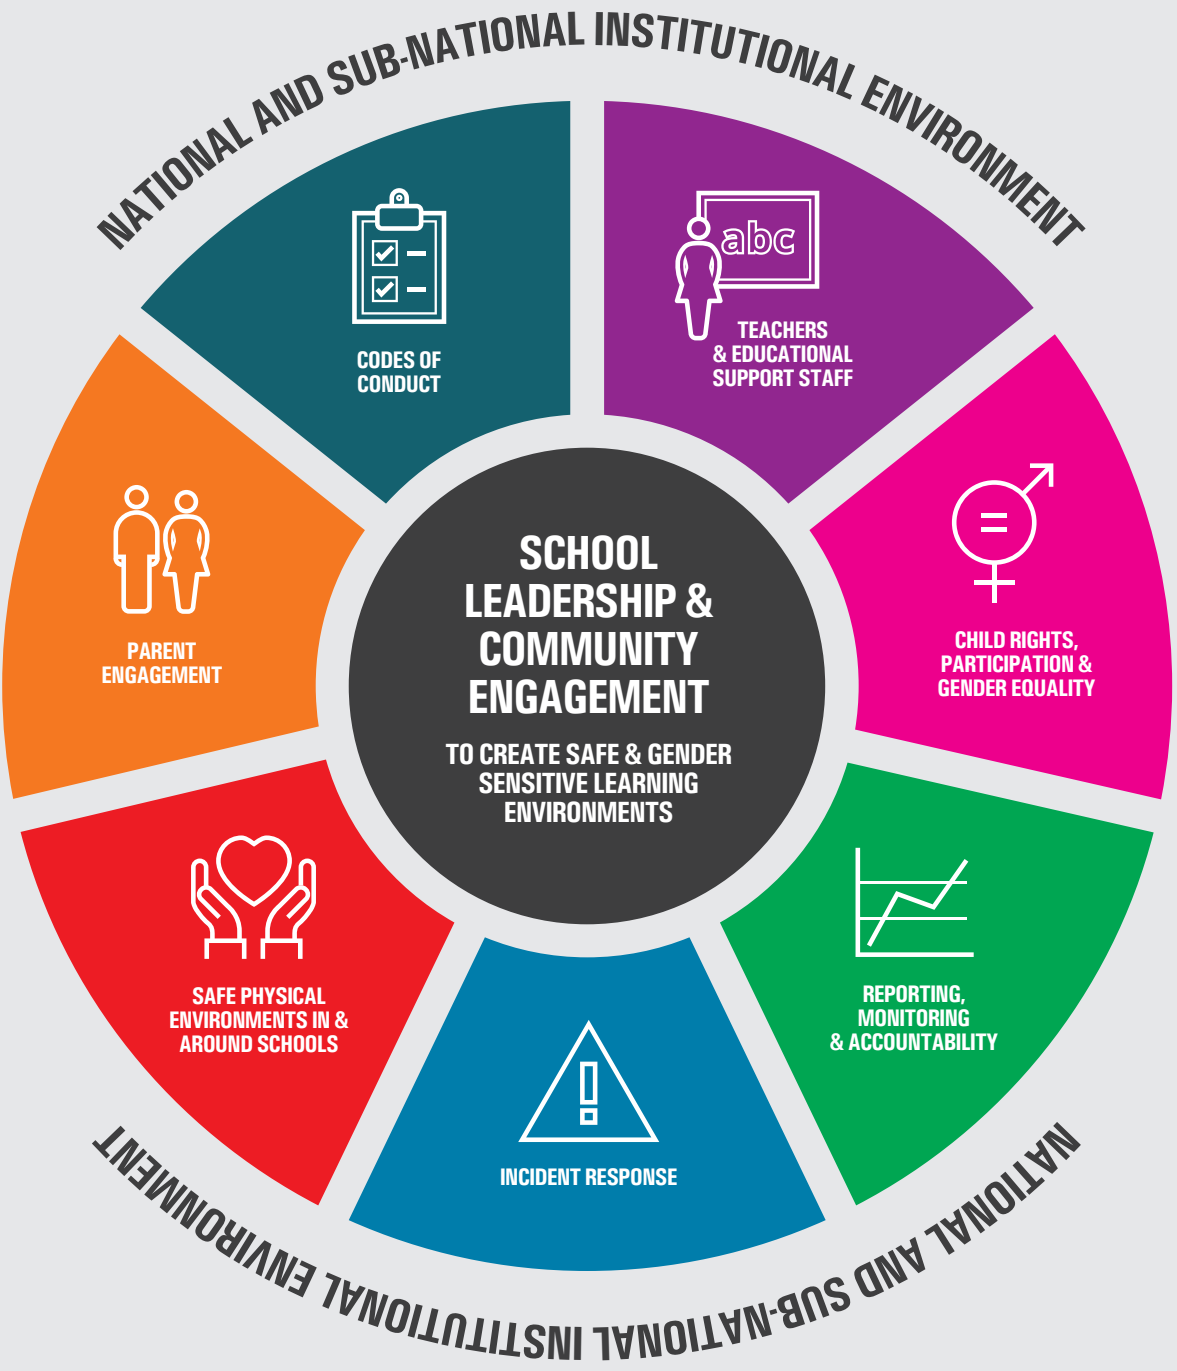 NATIONAL AND SUB-NATIONAL INSTITUTIONAL ENVIRONMENT
abc
TEACHERS
& EDUCATIONAL
SUPPORT STAFF
CODES OF
CONDUCT
CHILD RIGHTS,
PARTICIPATION &
GENDER EQUALITY
PARENT
ENGAGEMENT
SCHOOL
LEADERSHIP &
COMMUNITY
ENGAGEMENT
TO CREATE SAFE & GENDER
SENSITIVE LEARNING
ENVIRONMENTS
REPORTING,
MONITORING
& ACCOUNTABILITY
SAFE PHYSICAL
ENVIRONMENTS IN &
AROUND SCHOOLS
INCIDENT RESPONSE
NATIONAL AND SUB-NATIONAL INSTITUTIONAL ENVIRONMENT